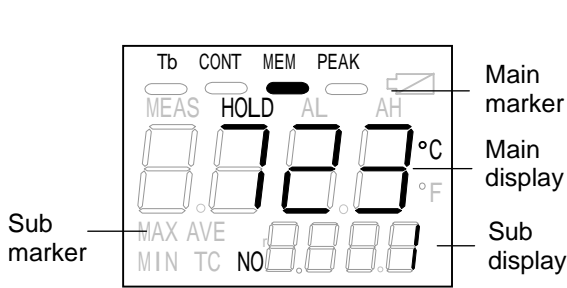 Tb CONT MEM PEAK
MEAS HOLD AL AH
Main marker
723 °C
°F
Main display
Sub marker
MAX AVE
MIN TC NO 1
Sub display